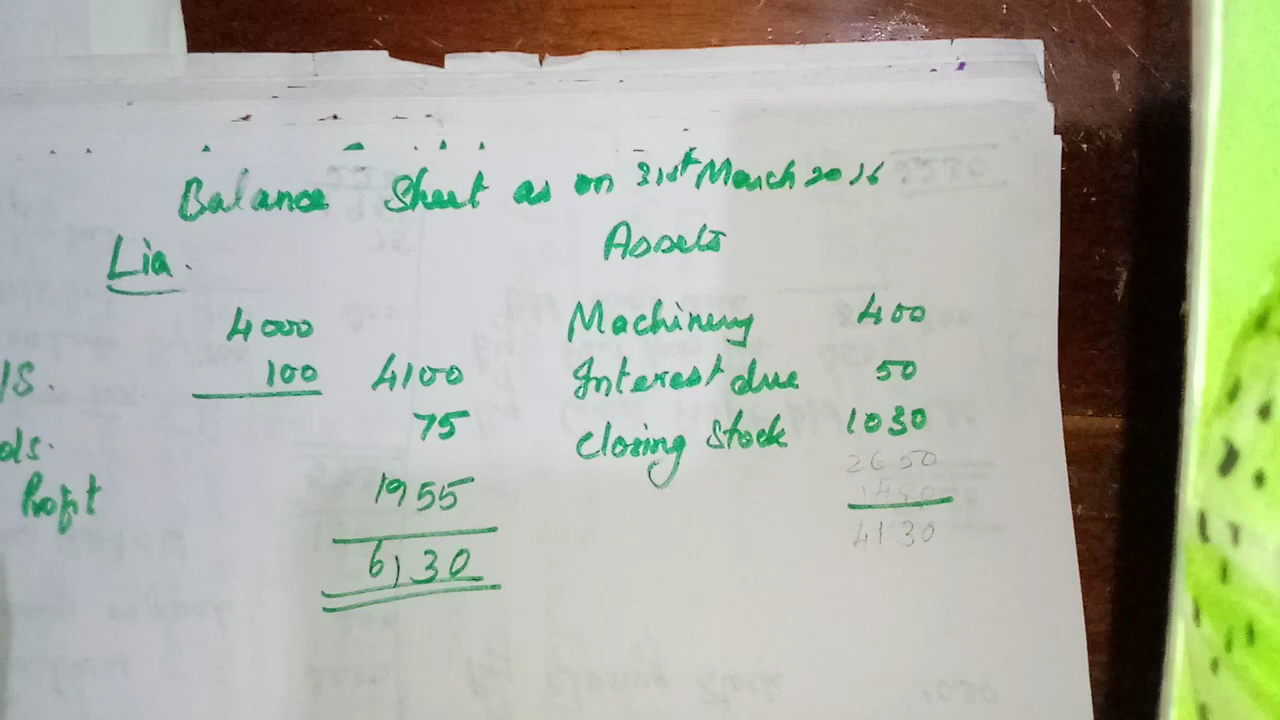 Balance Sheet as on 31st March 2016
Lia. Assets
4000 Machinery 400
/S. 100 4100 Interest due 50
ds. 75 Closing Stock 1030
2650
Profit 1955 1480
6130 4130